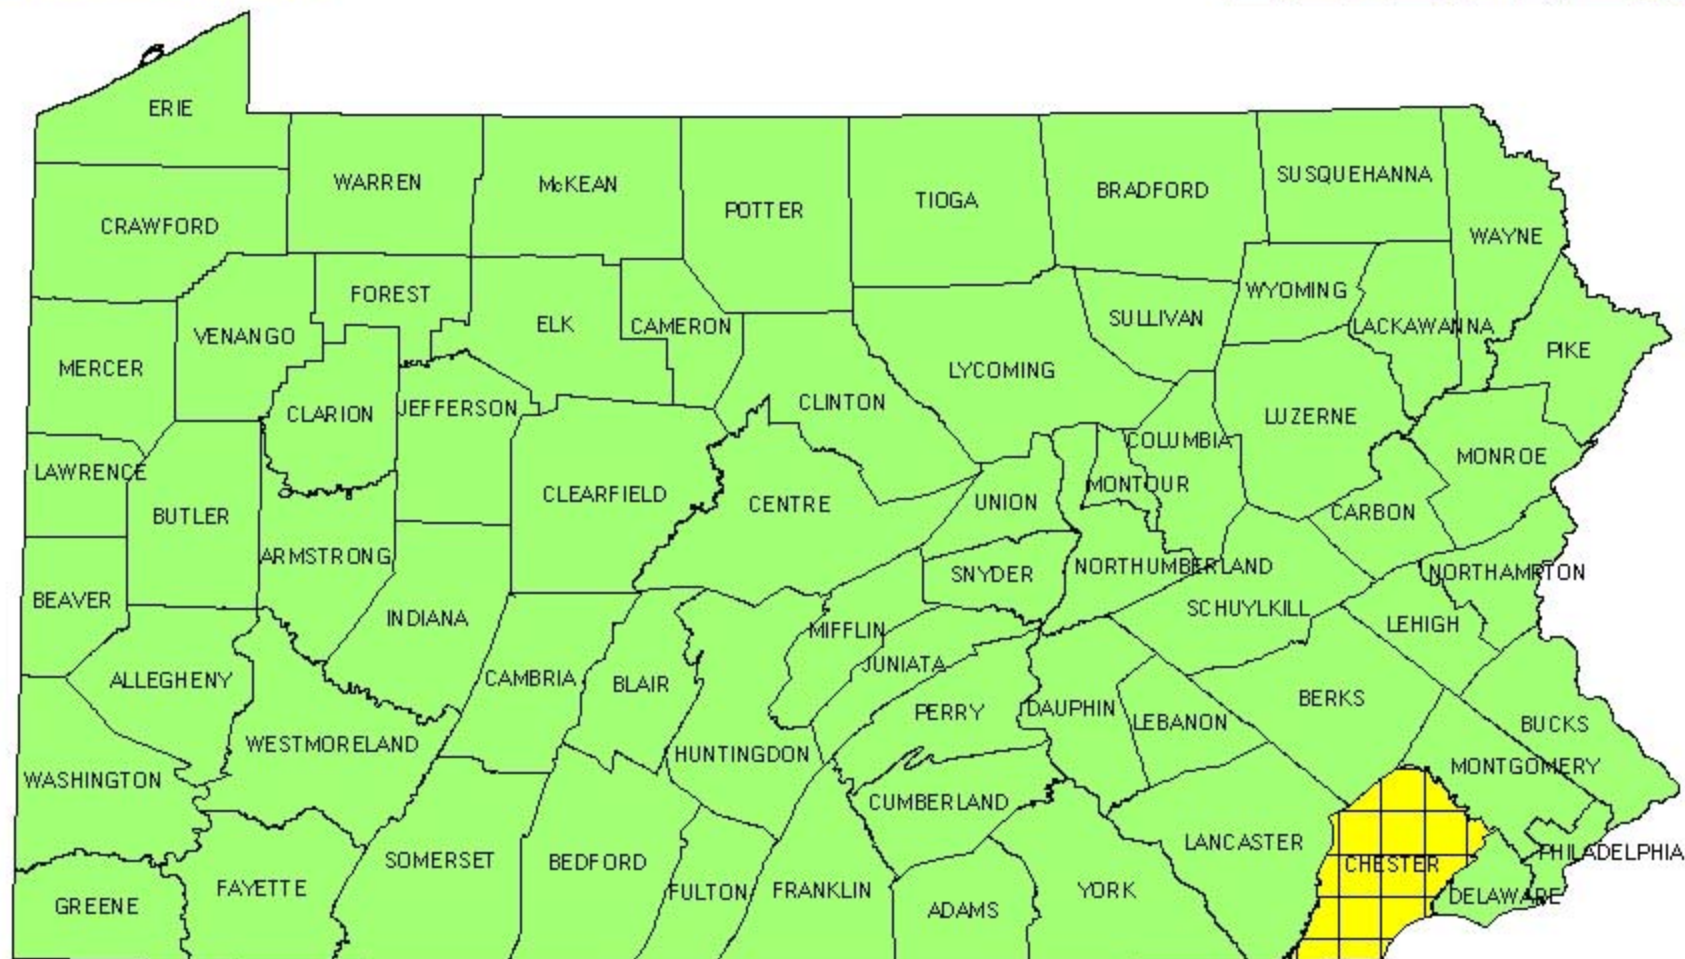 ERIE
WARREN
McKEAN
POTTER
TIOGA
BRADFORD
SUSQUEHANNA
WAYNE
CRAWFORD
FOREST
ELK
CAMERON
SULLIVAN
WYOMING
LACKAWANNA
PIKE
VENANGO
MERCER
CLARION
JEFFERSON
CLINTON
LYCOMING
COLUMBIA
LUZERNE
MONROE
LAWRENCE
BUTLER
CLEARFIELD
CENTRE
UNION
MONTOUR
CARBON
ARMSTRONG
BEAVER
INDIANA
SNYDER
NORTHUMBERLAND
NORTHAMPTON
SCHUYLKILL
LEHIGH
MIFFLIN
JUNIATA
ALLEGHENY
CAMBRIA
BLAIR
PERRY
DAUPHIN
LEBANON
BERKS
BUCKS
WESTMORELAND
HUNTINGDON
WASHINGTON
MONTGOMERY
CUMBERLAND
LANCASTER
CHESTER
PHILADELPHIA
SOMERSET
BEDFORD
FULTON
FRANKLIN
YORK
DELAWARE
FAYETTE
GREENE
ADAMS